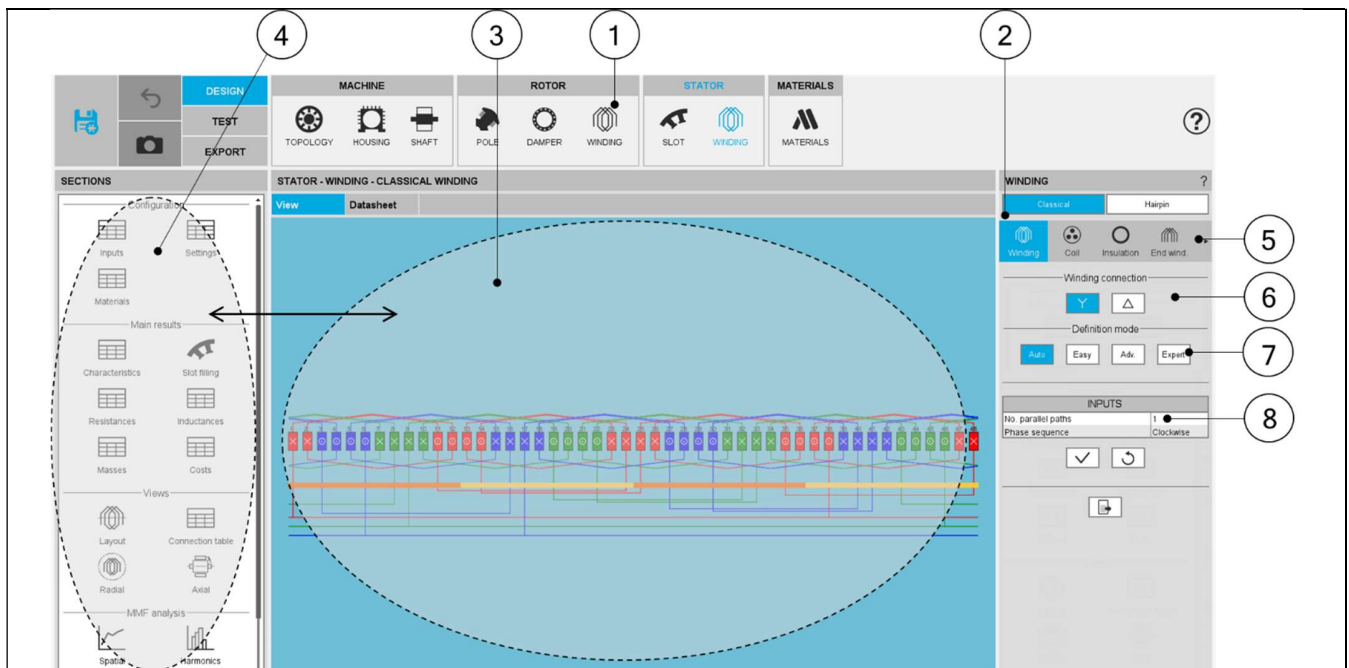 4 3 1 2
DESIGN
TEST
EXPORT
MACHINE
TOPOLOGY HOUSING SHAFT
ROTOR
POLE DAMPER WINDING
STATOR
SLOT WINDING
MATERIALS
MATERIALS
?
SECTIONS
Configuration
Inputs Settings
Materials
Main results
Characteristics Slot filling
Resistances Inductances
Masses Costs
Views
Layout Connection table
Radial Axial
MMF analysis
Spatial Harmonics
STATOR - WINDING - CLASSICAL WINDING
View Datasheet
WINDING ?
Classical Hairpin
Winding Coil Insulation End wind.
5
Winding connection
6
Definition mode
Auto Easy Adv. Expert
7
INPUTS
No. parallel paths 1
8
Phase sequence Clockwise